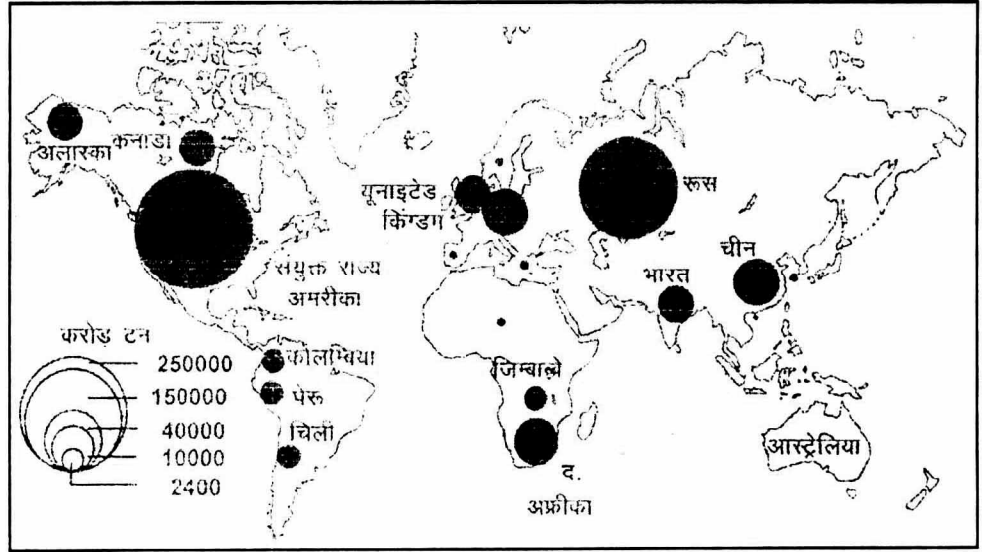 अलास्का
कनाडा
यूनाइटेड
किंग्डम
रूस
चीन
भारत
संयुक्त राज्य
अमरीका
करोड़ टन
250000
150000
40000
10000
2400
कोलम्बिया
पेरू
चिली
जिम्बाब्वे
द.
अफ्रीका
आस्ट्रेलिया